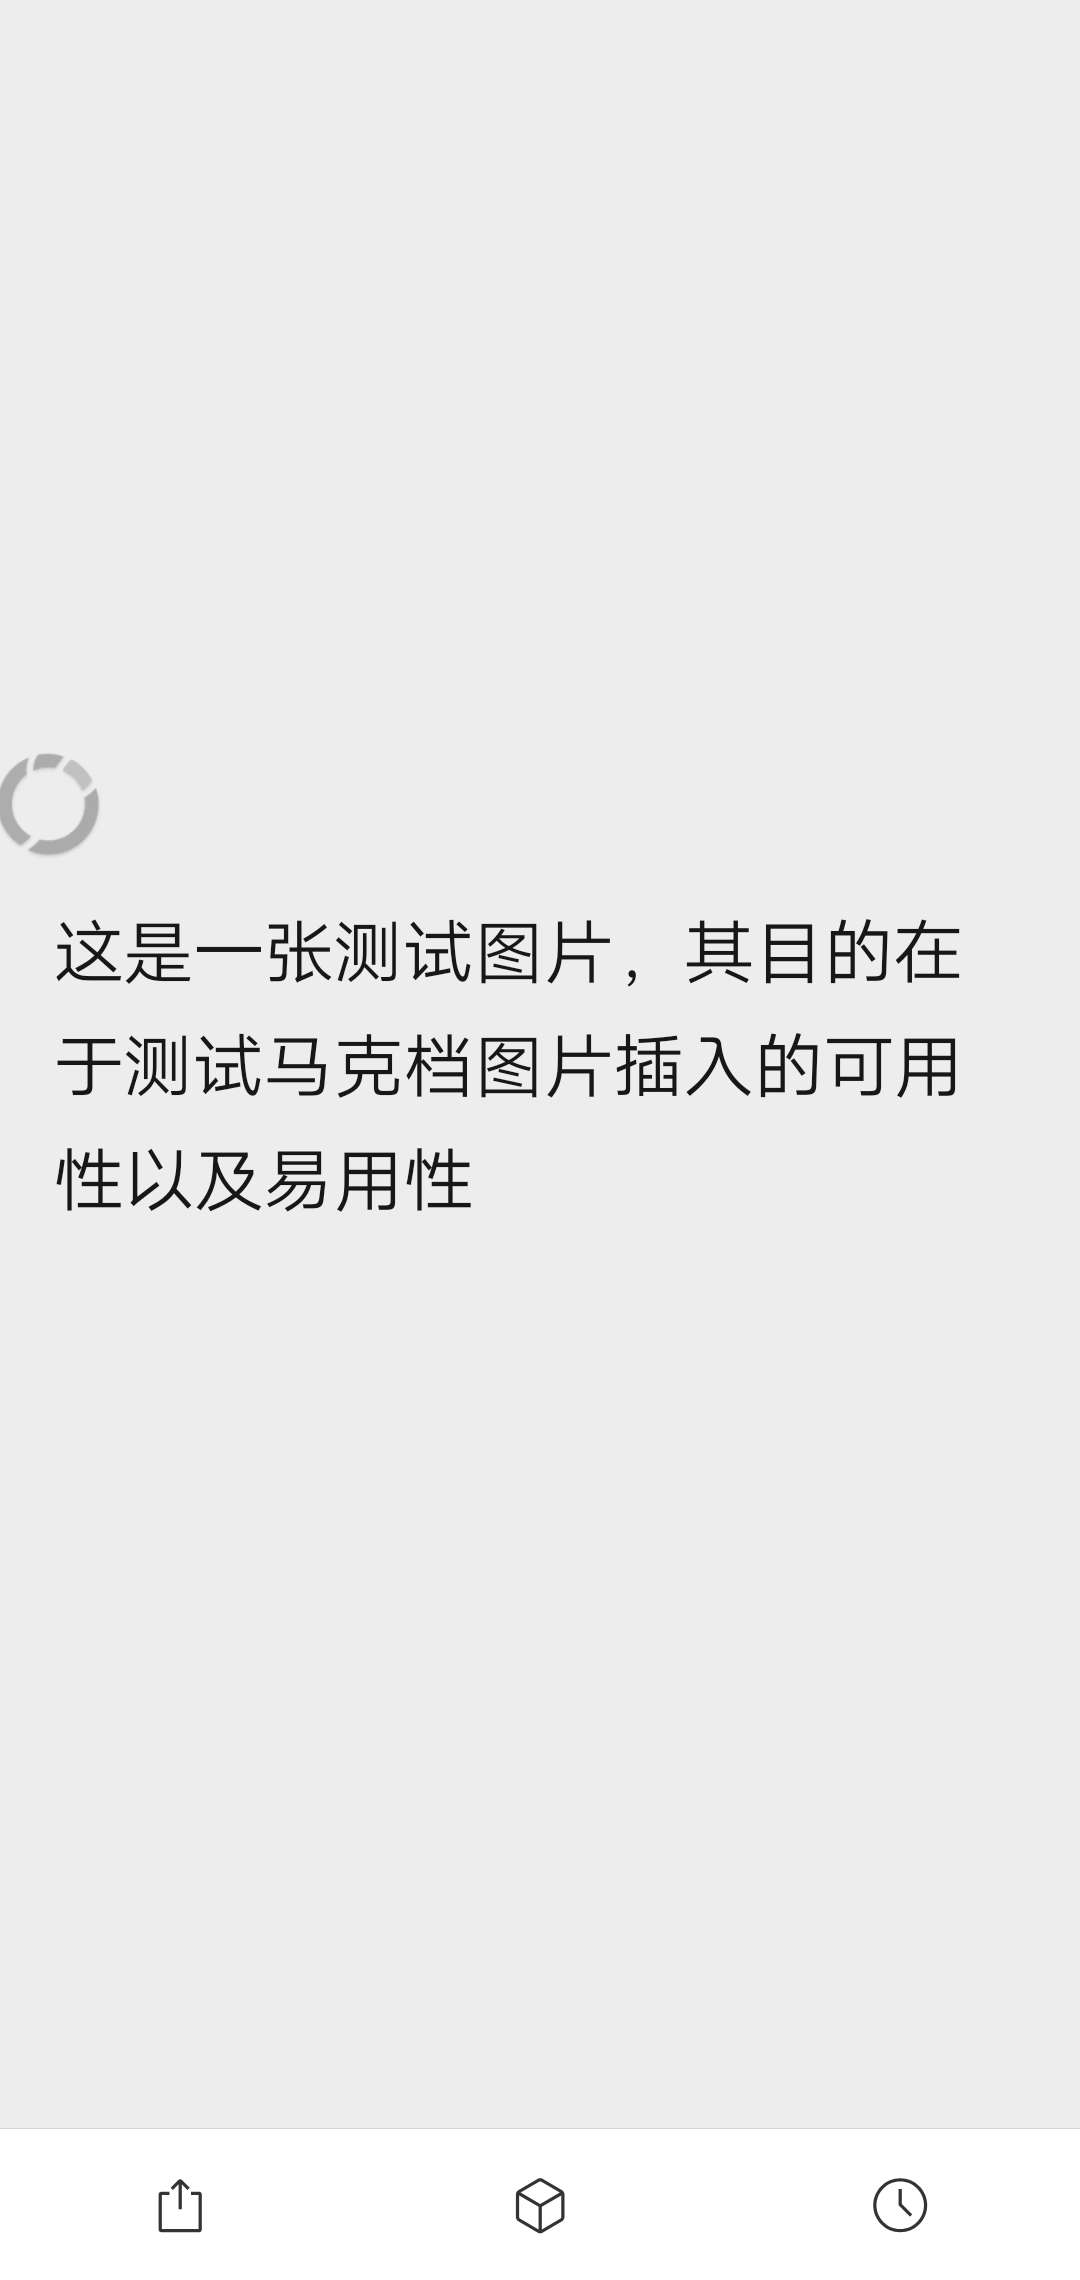 这是一张测试图片，其目的在
于测试马克档图片插入的可用
性以及易用性